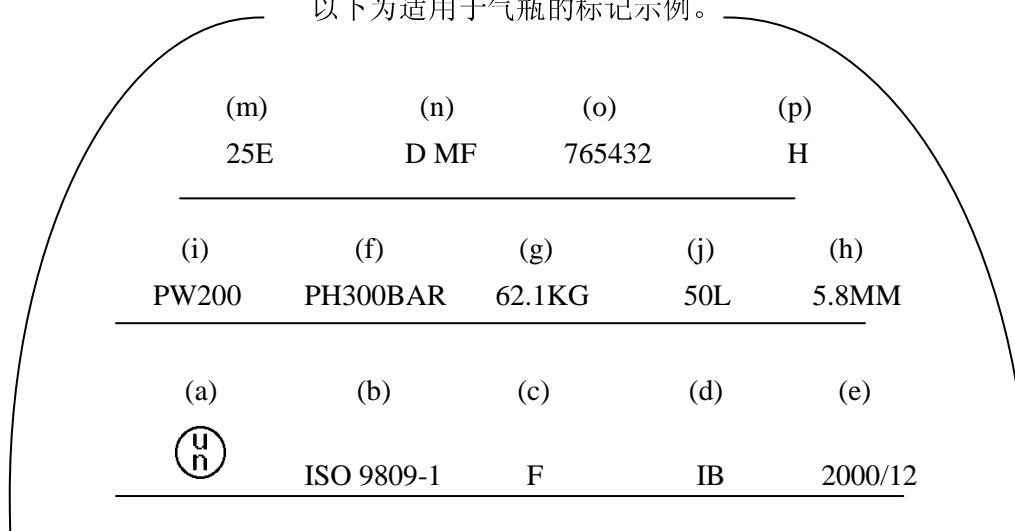 以下为适用于气瓶的标记示例。
(m) (n) (o) (p)
25E D MF 765432 H
(i) (f) (g) (j) (h)
PW200 PH300BAR 62.1KG 50L 5.8MM
(a) (b) (c) (d) (e)
un ISO 9809-1 F IB 2000/12